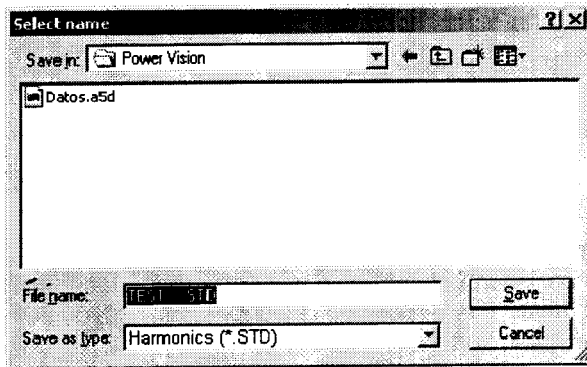 Select name
Save in: Power Vision
Datos.a5d
File name: TEST .STD
Save
Save as type: Harmonics (*.STD)
Cancel